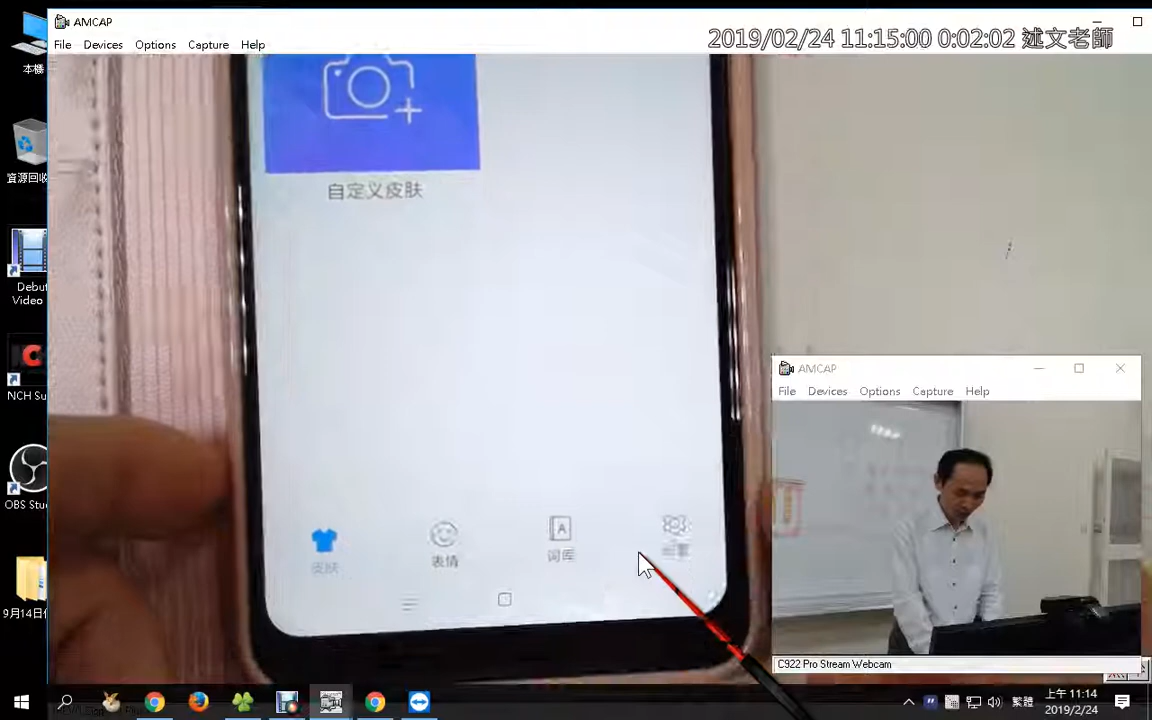 AMCAP
File Devices Options Capture Help
2019/02/24 11:15:00 0:02:02 述文老師
本機
資源回收
Debut
Video
NCH Su
OBS Stu
9月14日
自定义皮肤
皮肤
表情
A
词库
AMCAP
File Devices Options Capture Help
C922 Pro Stream Webcam
繁體
上午 11:14
2019/2/24